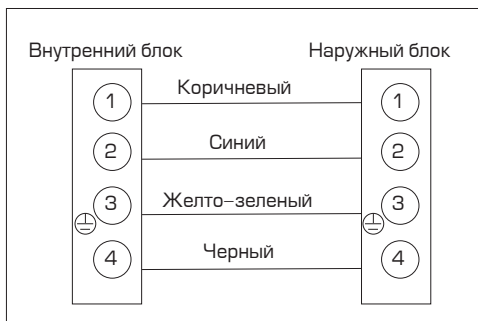 Внутренний блок Наружный блок
1 Коричневый 1
2 Синий 2
3 Желто-зеленый 3
4 Черный 4